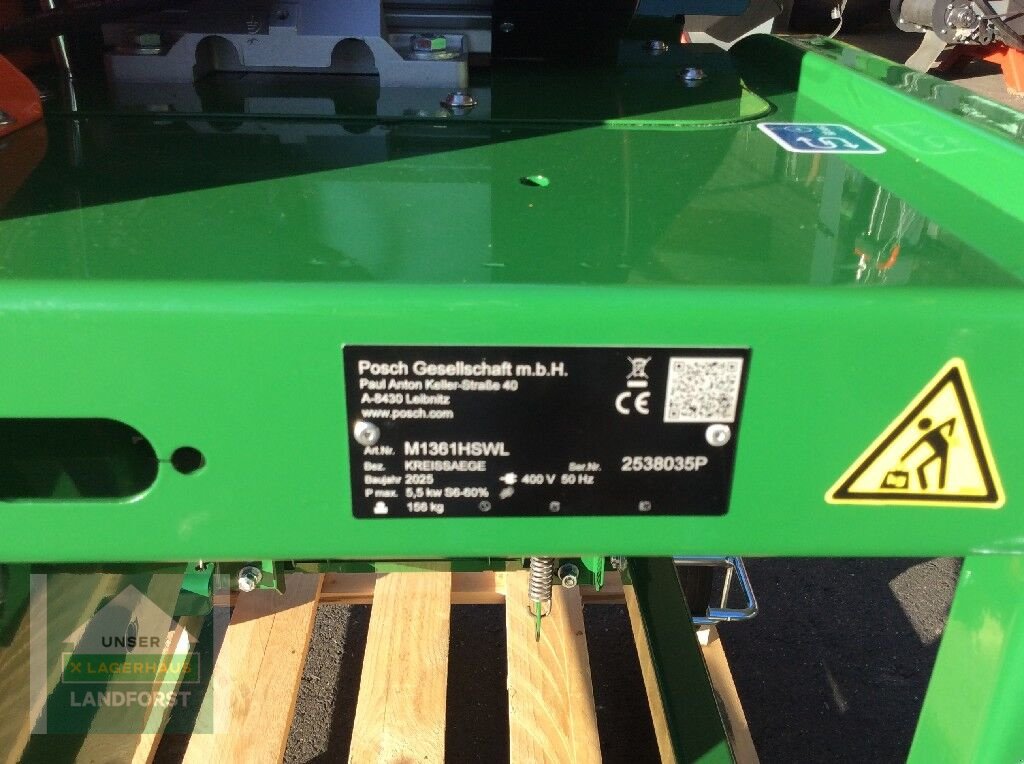 Posch Gesellschaft m.b.H.
Paul Anton Keller-Straße 40
A-8430 Leibnitz
www.posch.com
CE
Art.Nr. M1361HSWL
Bez. KREISSAEGE Ser.Nr. 2538035P
Baujahr 2025 400 V 50 Hz
P max. 5,5 kw S6-60%
156 kg
UNSER
X LAGERHAUS
LANDFORST